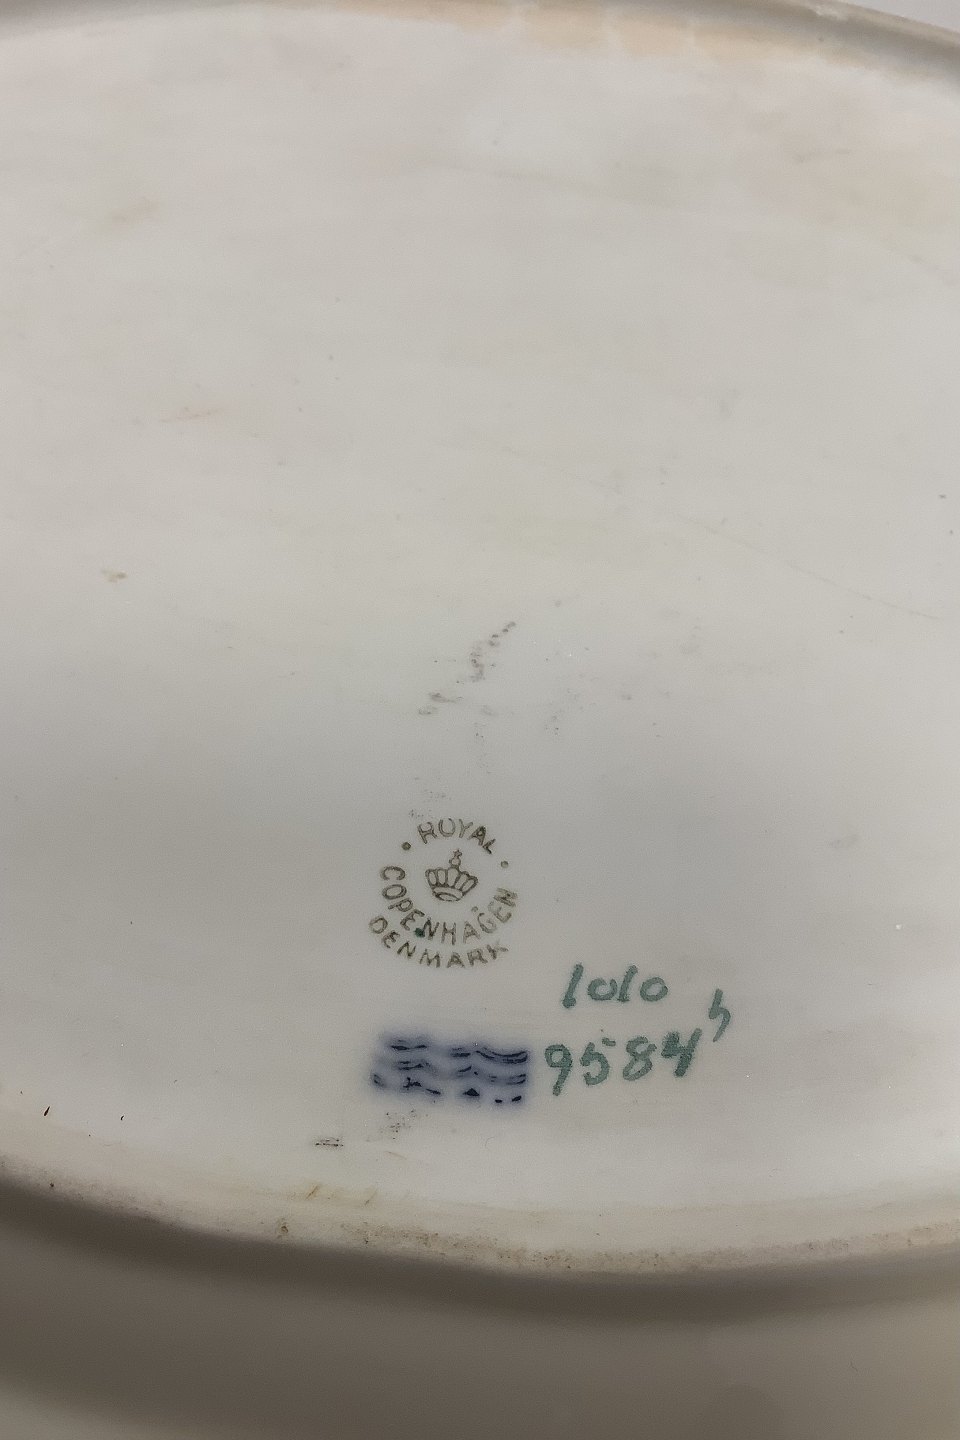 ROYAL
COPENHAGEN
DENMARK
1010
9584